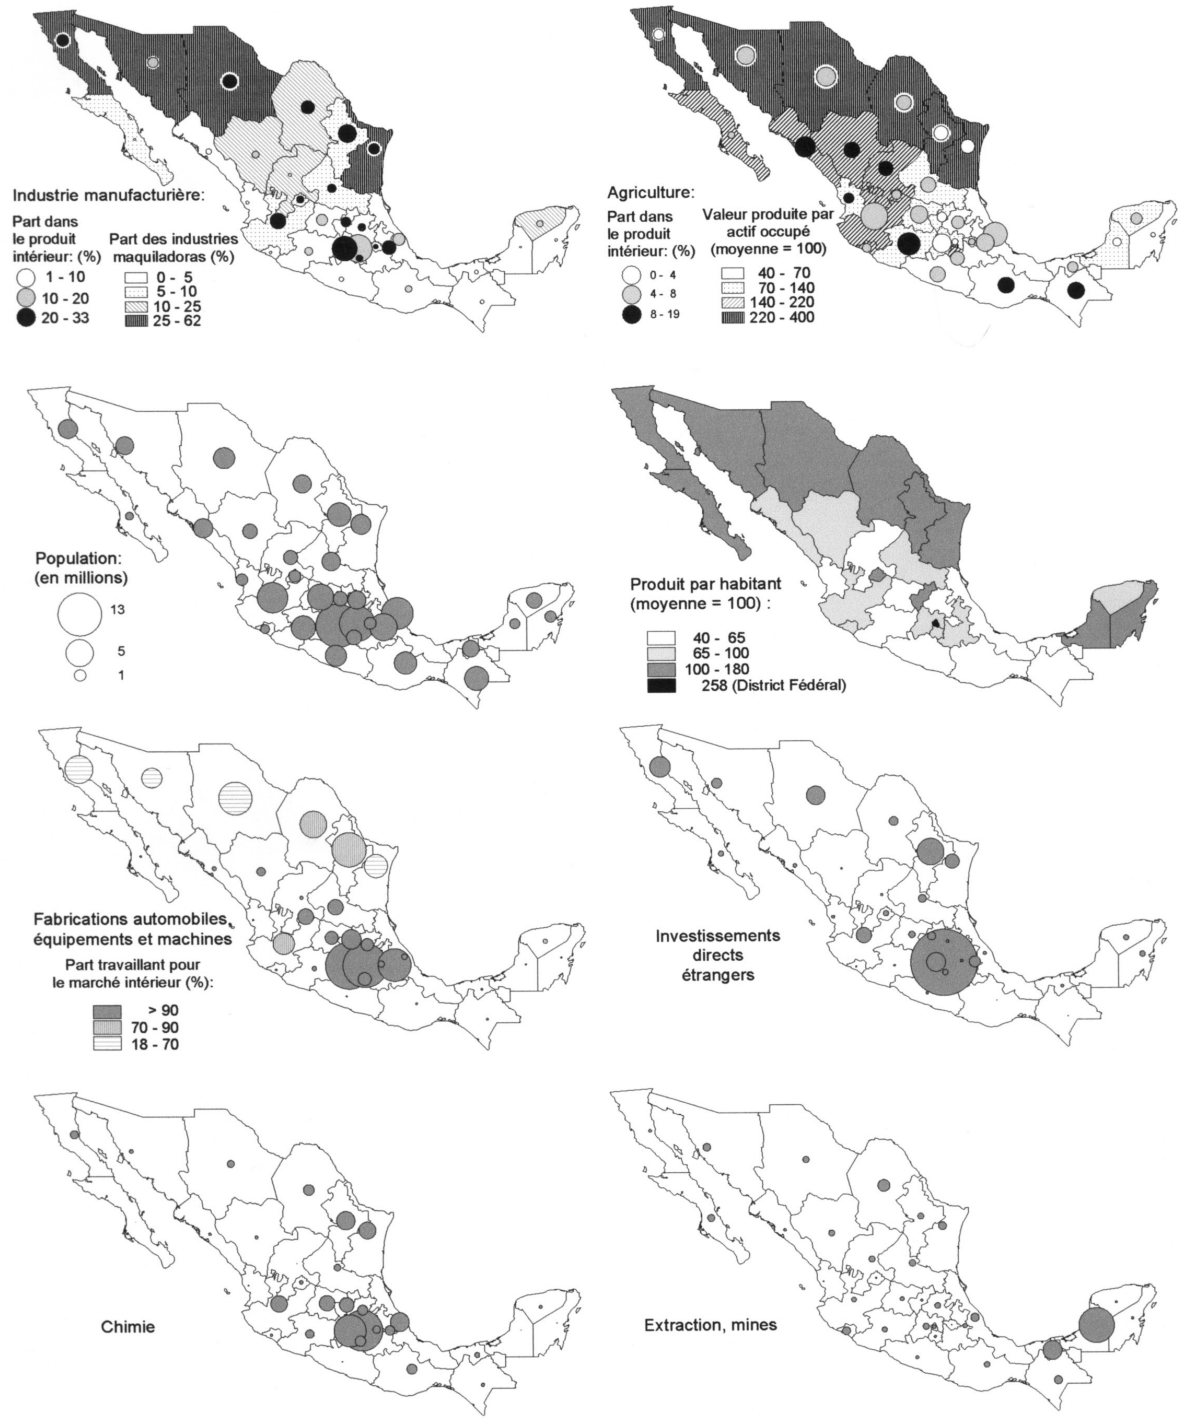 Industrie manufacturière:
Part dans
le produit
intérieur: (%)
1 - 10
10 - 20
20 - 33
Part des industries
maquiladoras (%)
0 - 5
5 - 10
10 - 25
25 - 62
Agriculture:
Part dans
le produit
intérieur: (%)
0 - 4
4 - 8
8 - 19
Valeur produite par
actif occupé
(moyenne = 100)
40 - 70
70 - 140
140 - 220
220 - 400
Population:
(en millions)
13
5
1
Produit par habitant
(moyenne = 100) :
40 - 65
65 - 100
100 - 180
258 (District Fédéral)
Fabrications automobiles,
équipements et machines
Part travaillant pour
le marché intérieur (%):
> 90
70 - 90
18 - 70
Investissements
directs
étrangers
Chimie
Extraction, mines